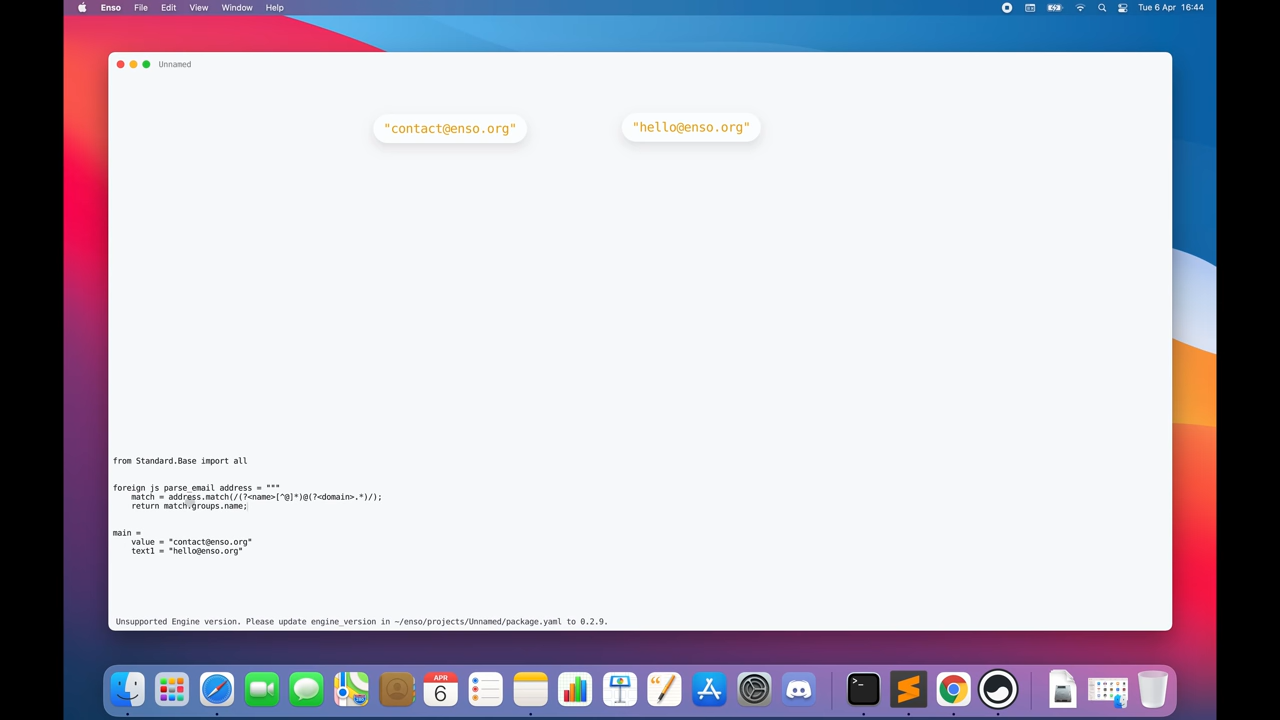 Enso File Edit View Window Help Tue 6 Apr 16:44
Unnamed
"contact@enso.org" "hello@enso.org"
from Standard.Base import all
foreign js parse_email address = """
match = address.match(/(?<name>[^@]*)@(?<domain>.*)/);
return match.groups.name;
main =
value = "contact@enso.org"
text1 = "hello@enso.org"
Unsupported Engine version. Please update engine_version in ~/enso/projects/Unnamed/package.yaml to 0.2.9.
APR
6
>_